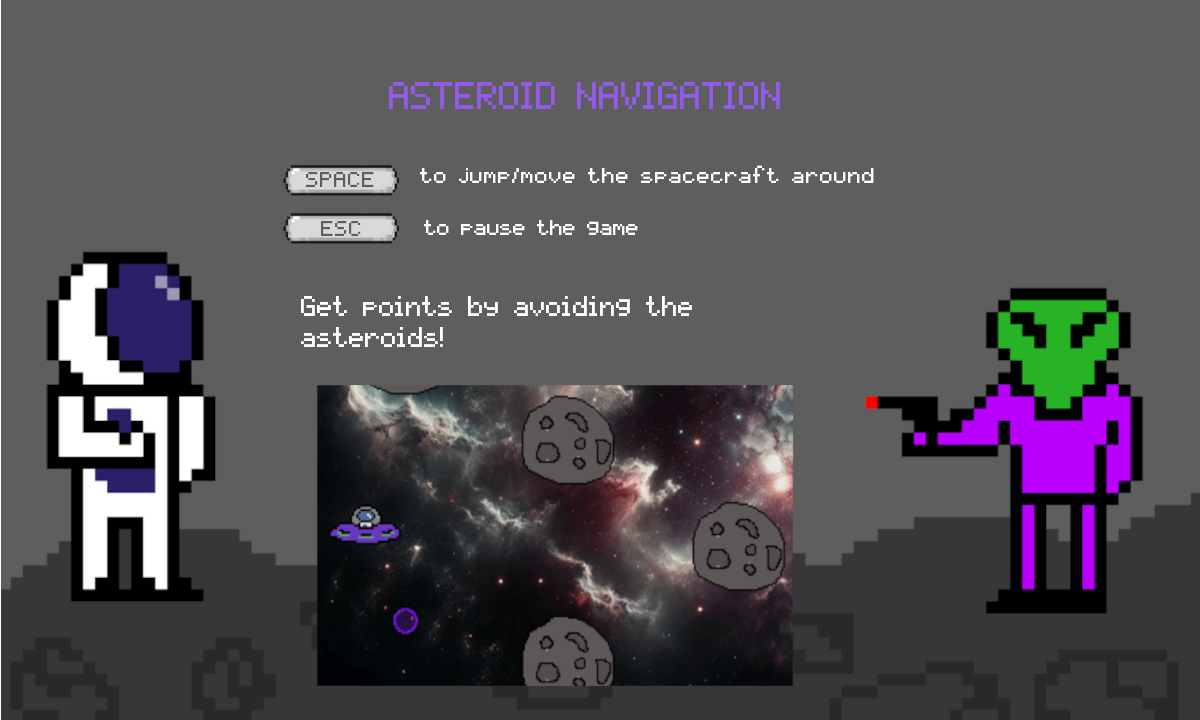 ASTEROID NAVIGATION
SPACE to jump/move the spacecraft around
ESC to pause the game
Get points by avoiding the
asteroids!